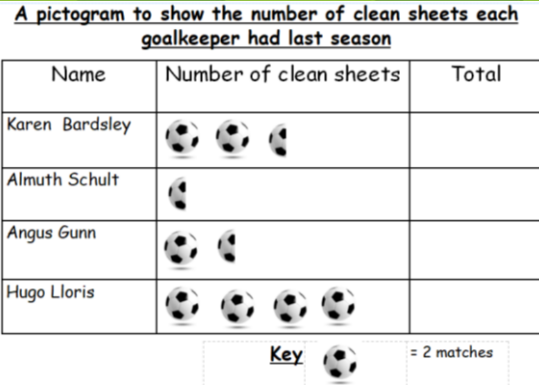 A pictogram to show the number of clean sheets each
goalkeeper had last season
Name Number of clean sheets Total
Karen Bardsley
Almuth Schult
Angus Gunn
Hugo Lloris
Key = 2 matches